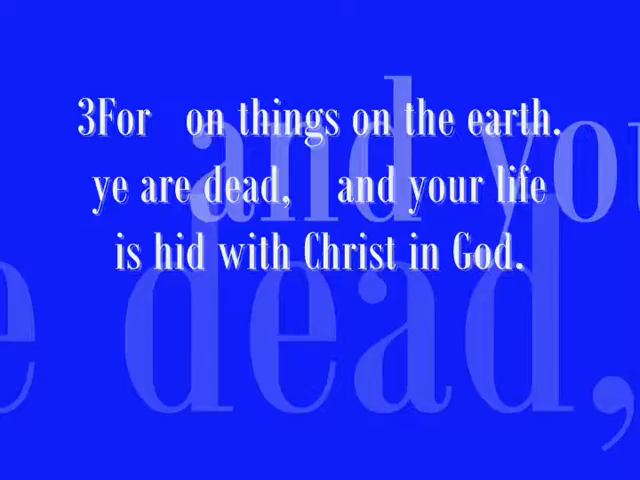 3For on things on the earth.
ye are dead, and your life
is hid with Christ in God.
and you
e dead,